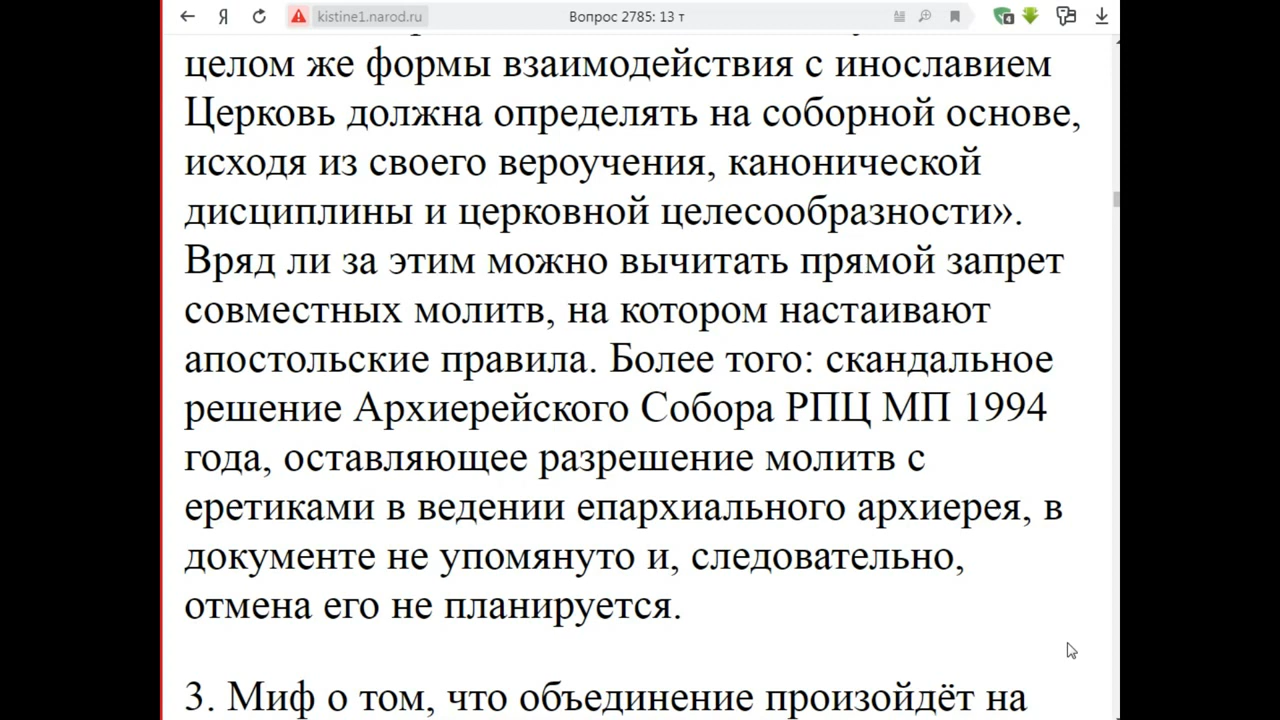 kistine1.narod.ru
Вопрос 2785: 13 т
целом же формы взаимодействия с инославием
Церковь должна определять на соборной основе,
исходя из своего вероучения, канонической
дисциплины и церковной целесообразности».
Вряд ли за этим можно вычитать прямой запрет
совместных молитв, на котором настаивают
апостольские правила. Более того: скандальное
решение Архиерейского Собора РПЦ МП 1994
года, оставляющее разрешение молитв с
еретиками в ведении епархиального архиерея, в
документе не упомянуто и, следовательно,
отмена его не планируется.
3. Миф о том, что объединение произойдёт на